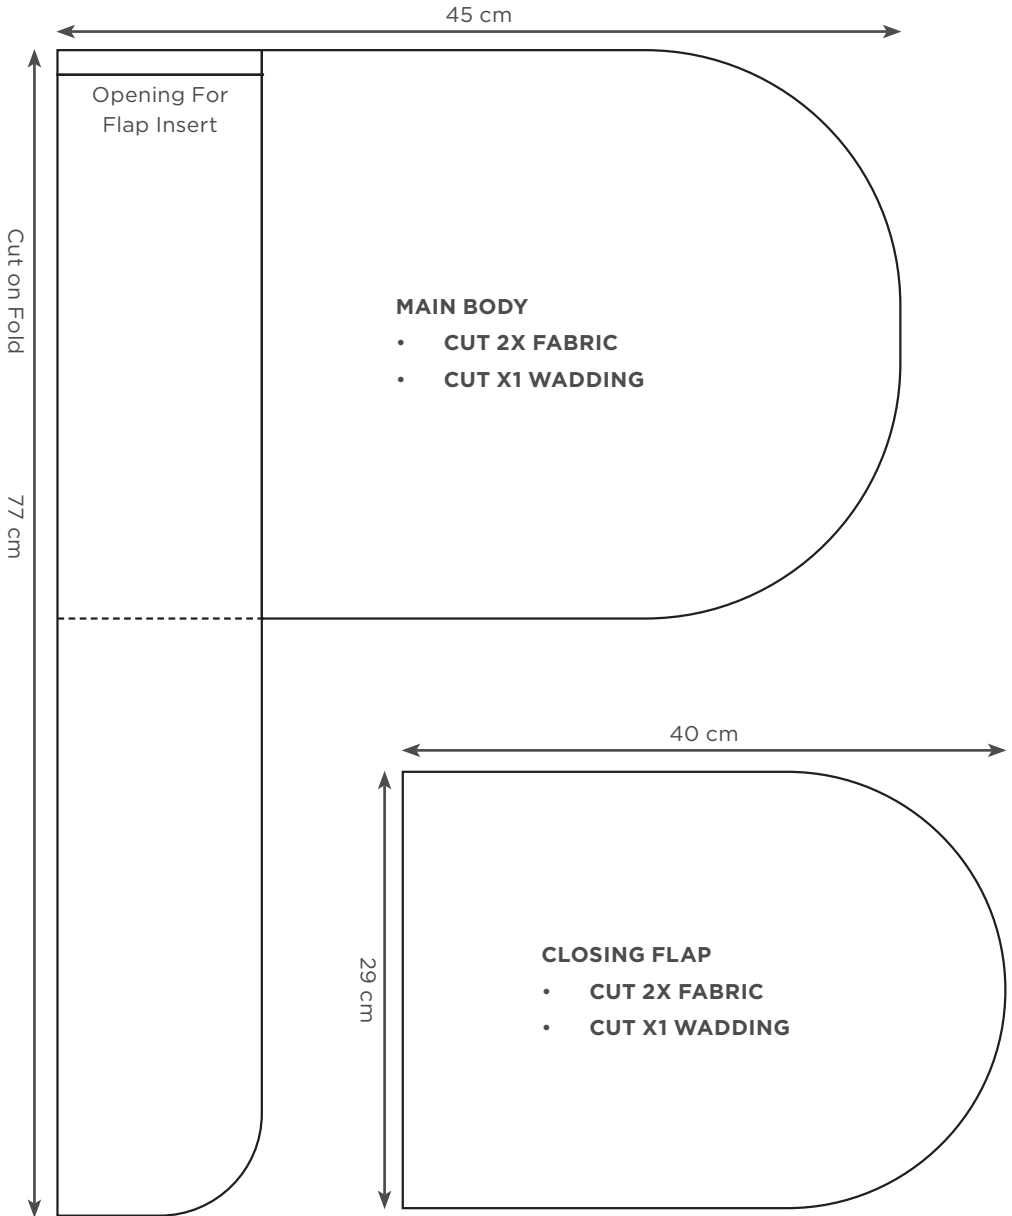 45 cm
Opening For
Flap Insert
Cut on Fold
77 cm
MAIN BODY
• CUT 2X FABRIC
• CUT X1 WADDING
40 cm
29 cm
CLOSING FLAP
• CUT 2X FABRIC
• CUT X1 WADDING